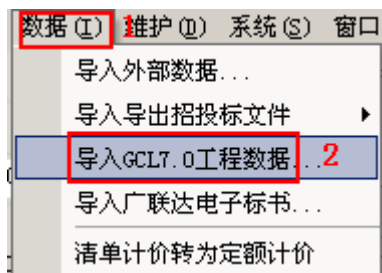 数据(I) 1 维护(D) 系统(S) 窗口
导入外部数据...
导入导出招投标文件
导入GCL7.0工程数据...2
导入广联达电子标书...
清单计价转为定额计价